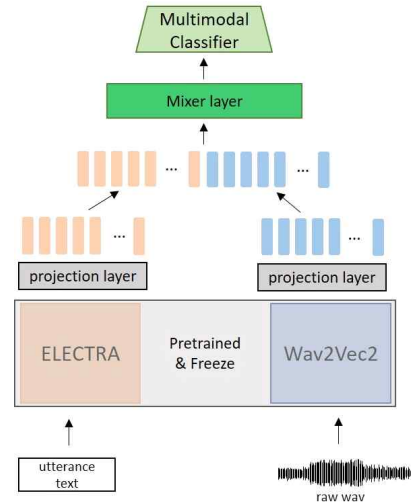 Multimodal
Classifier
Mixer layer
...
...
...
...
projection layer
projection layer
ELECTRA
Pretrained
& Freeze
Wav2Vec2
utterance
text
raw wav